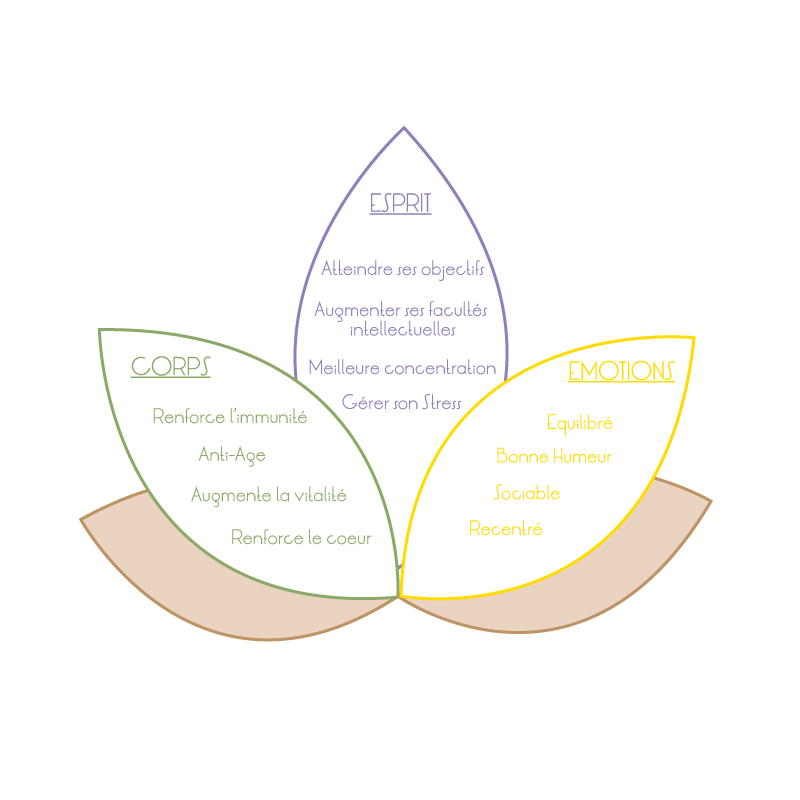 ESPRIT
Atteindre ses objectifs
Augmenter ses facultés
intellectuelles
Meilleure concentration
Gérer son Stress
CORPS
Renforce l'immunité
Anti-Age
Augmente la vitalité
Renforce le coeur
EMOTIONS
Equilibré
Bonne Humeur
Sociable
Recentré